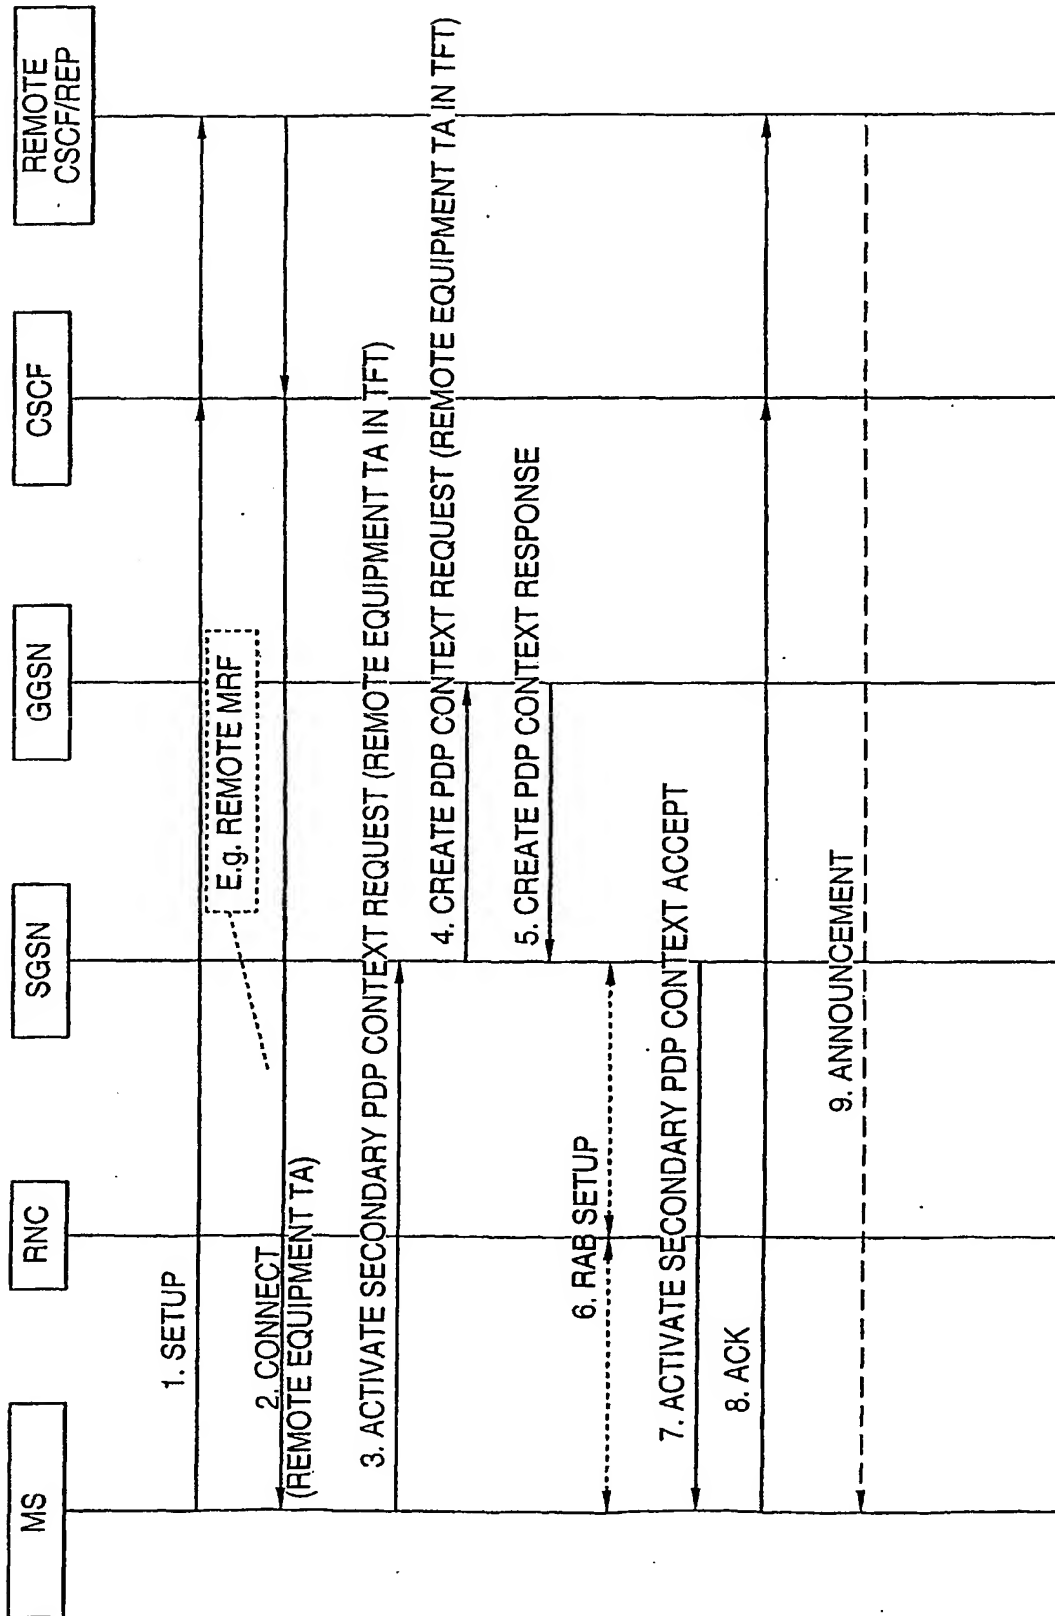 MS
RNC
SGSN
GGSN
CSCF
REMOTE
CSCF/REP
1. SETUP
E.g. REMOTE MRF
2. CONNECT
(REMOTE EQUIPMENT TA)
3. ACTIVATE SECONDARY PDP CONTEXT REQUEST (REMOTE EQUIPMENT TA IN TFT)
4. CREATE PDP CONTEXT REQUEST (REMOTE EQUIPMENT TA IN TFT)
5. CREATE PDP CONTEXT RESPONSE
6. RAB SETUP
7. ACTIVATE SECONDARY PDP CONTEXT ACCEPT
8. ACK
9. ANNOUNCEMENT